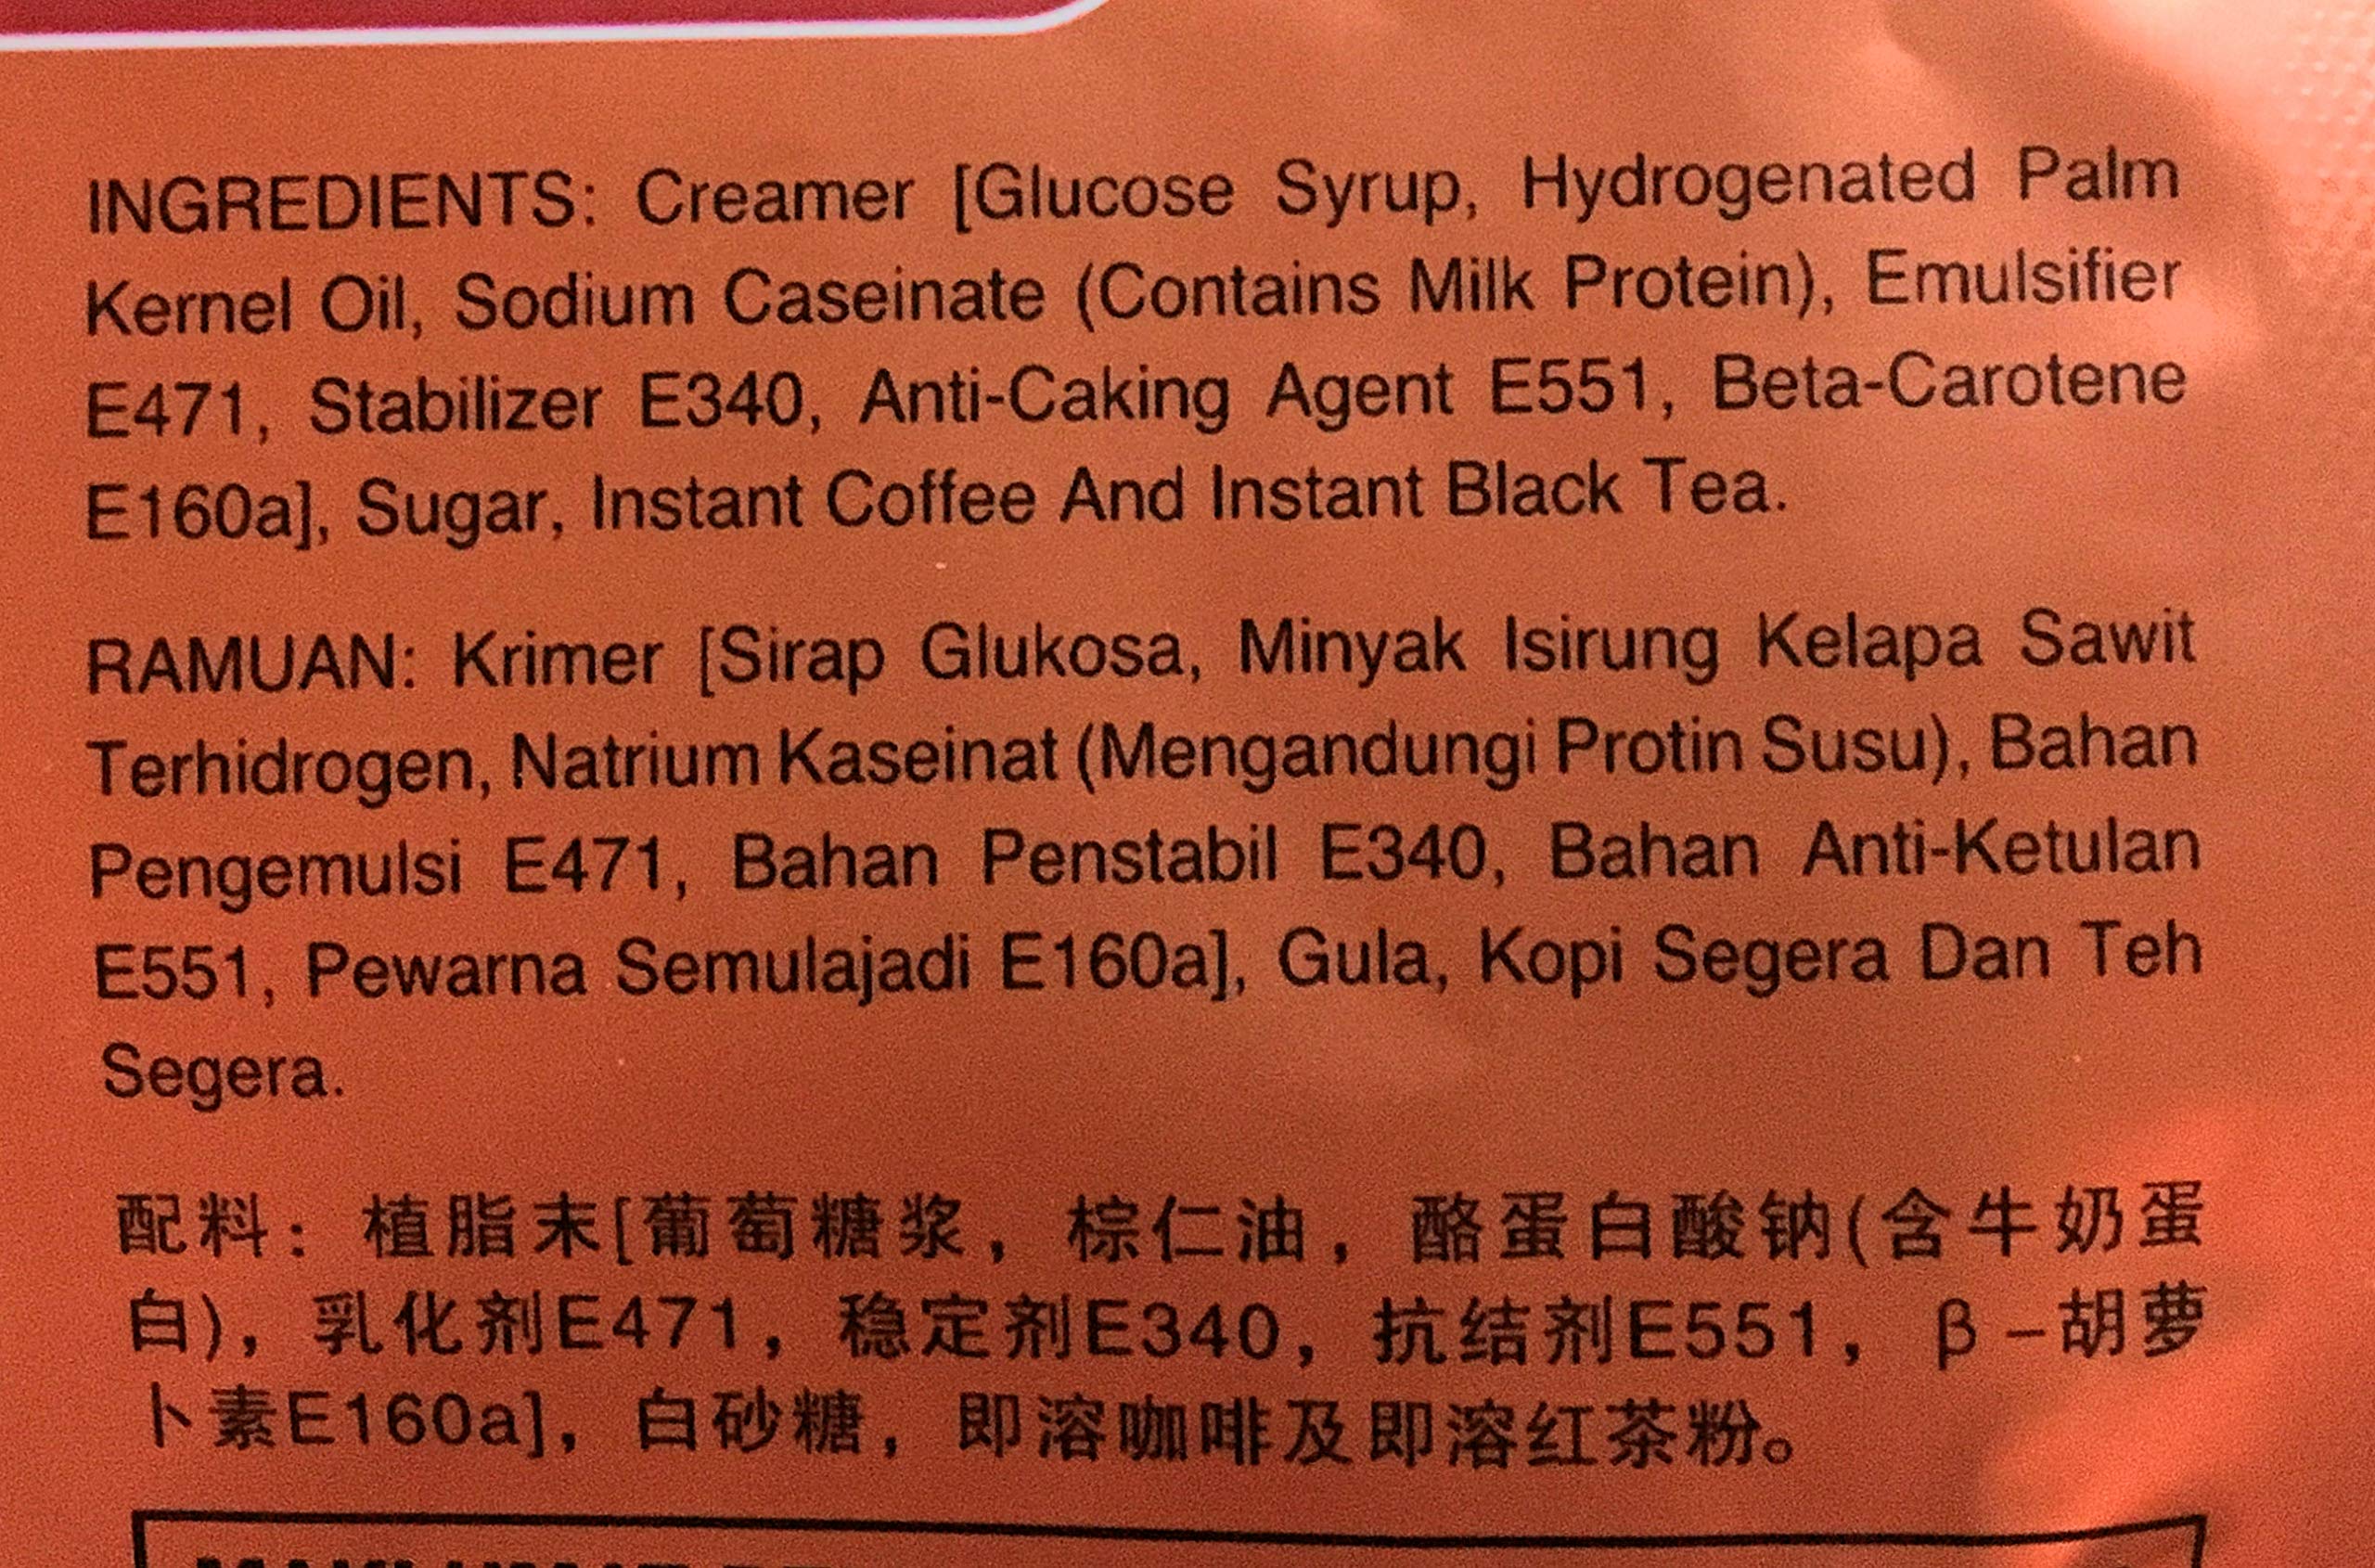 INGREDIENTS: Creamer [Glucose Syrup, Hydrogenated Palm
Kernel Oil, Sodium Caseinate (Contains Milk Protein), Emulsifier
E471, Stabilizer E340, Anti-Caking Agent E551, Beta-Carotene
E160a], Sugar, Instant Coffee And Instant Black Tea.
RAMUAN: Krimer [Sirap Glukosa, Minyak Isirung Kelapa Sawit
Terhidrogen, Natrium Kaseinat (Mengandungi Protin Susu), Bahan
Pengemulsi E471, Bahan Penstabil E340, Bahan Anti-Ketulan
E551, Pewarna Semulajadi E160a], Gula, Kopi Segera Dan Teh
Segera.
配料：植脂末[葡萄糖浆，棕仁油，酪蛋白酸钠(含牛奶蛋
白)，乳化剂E471，稳定剂E340，抗结剂E551，β–胡萝
卜素E160a]，白砂糖，即溶咖啡及即溶红茶粉。